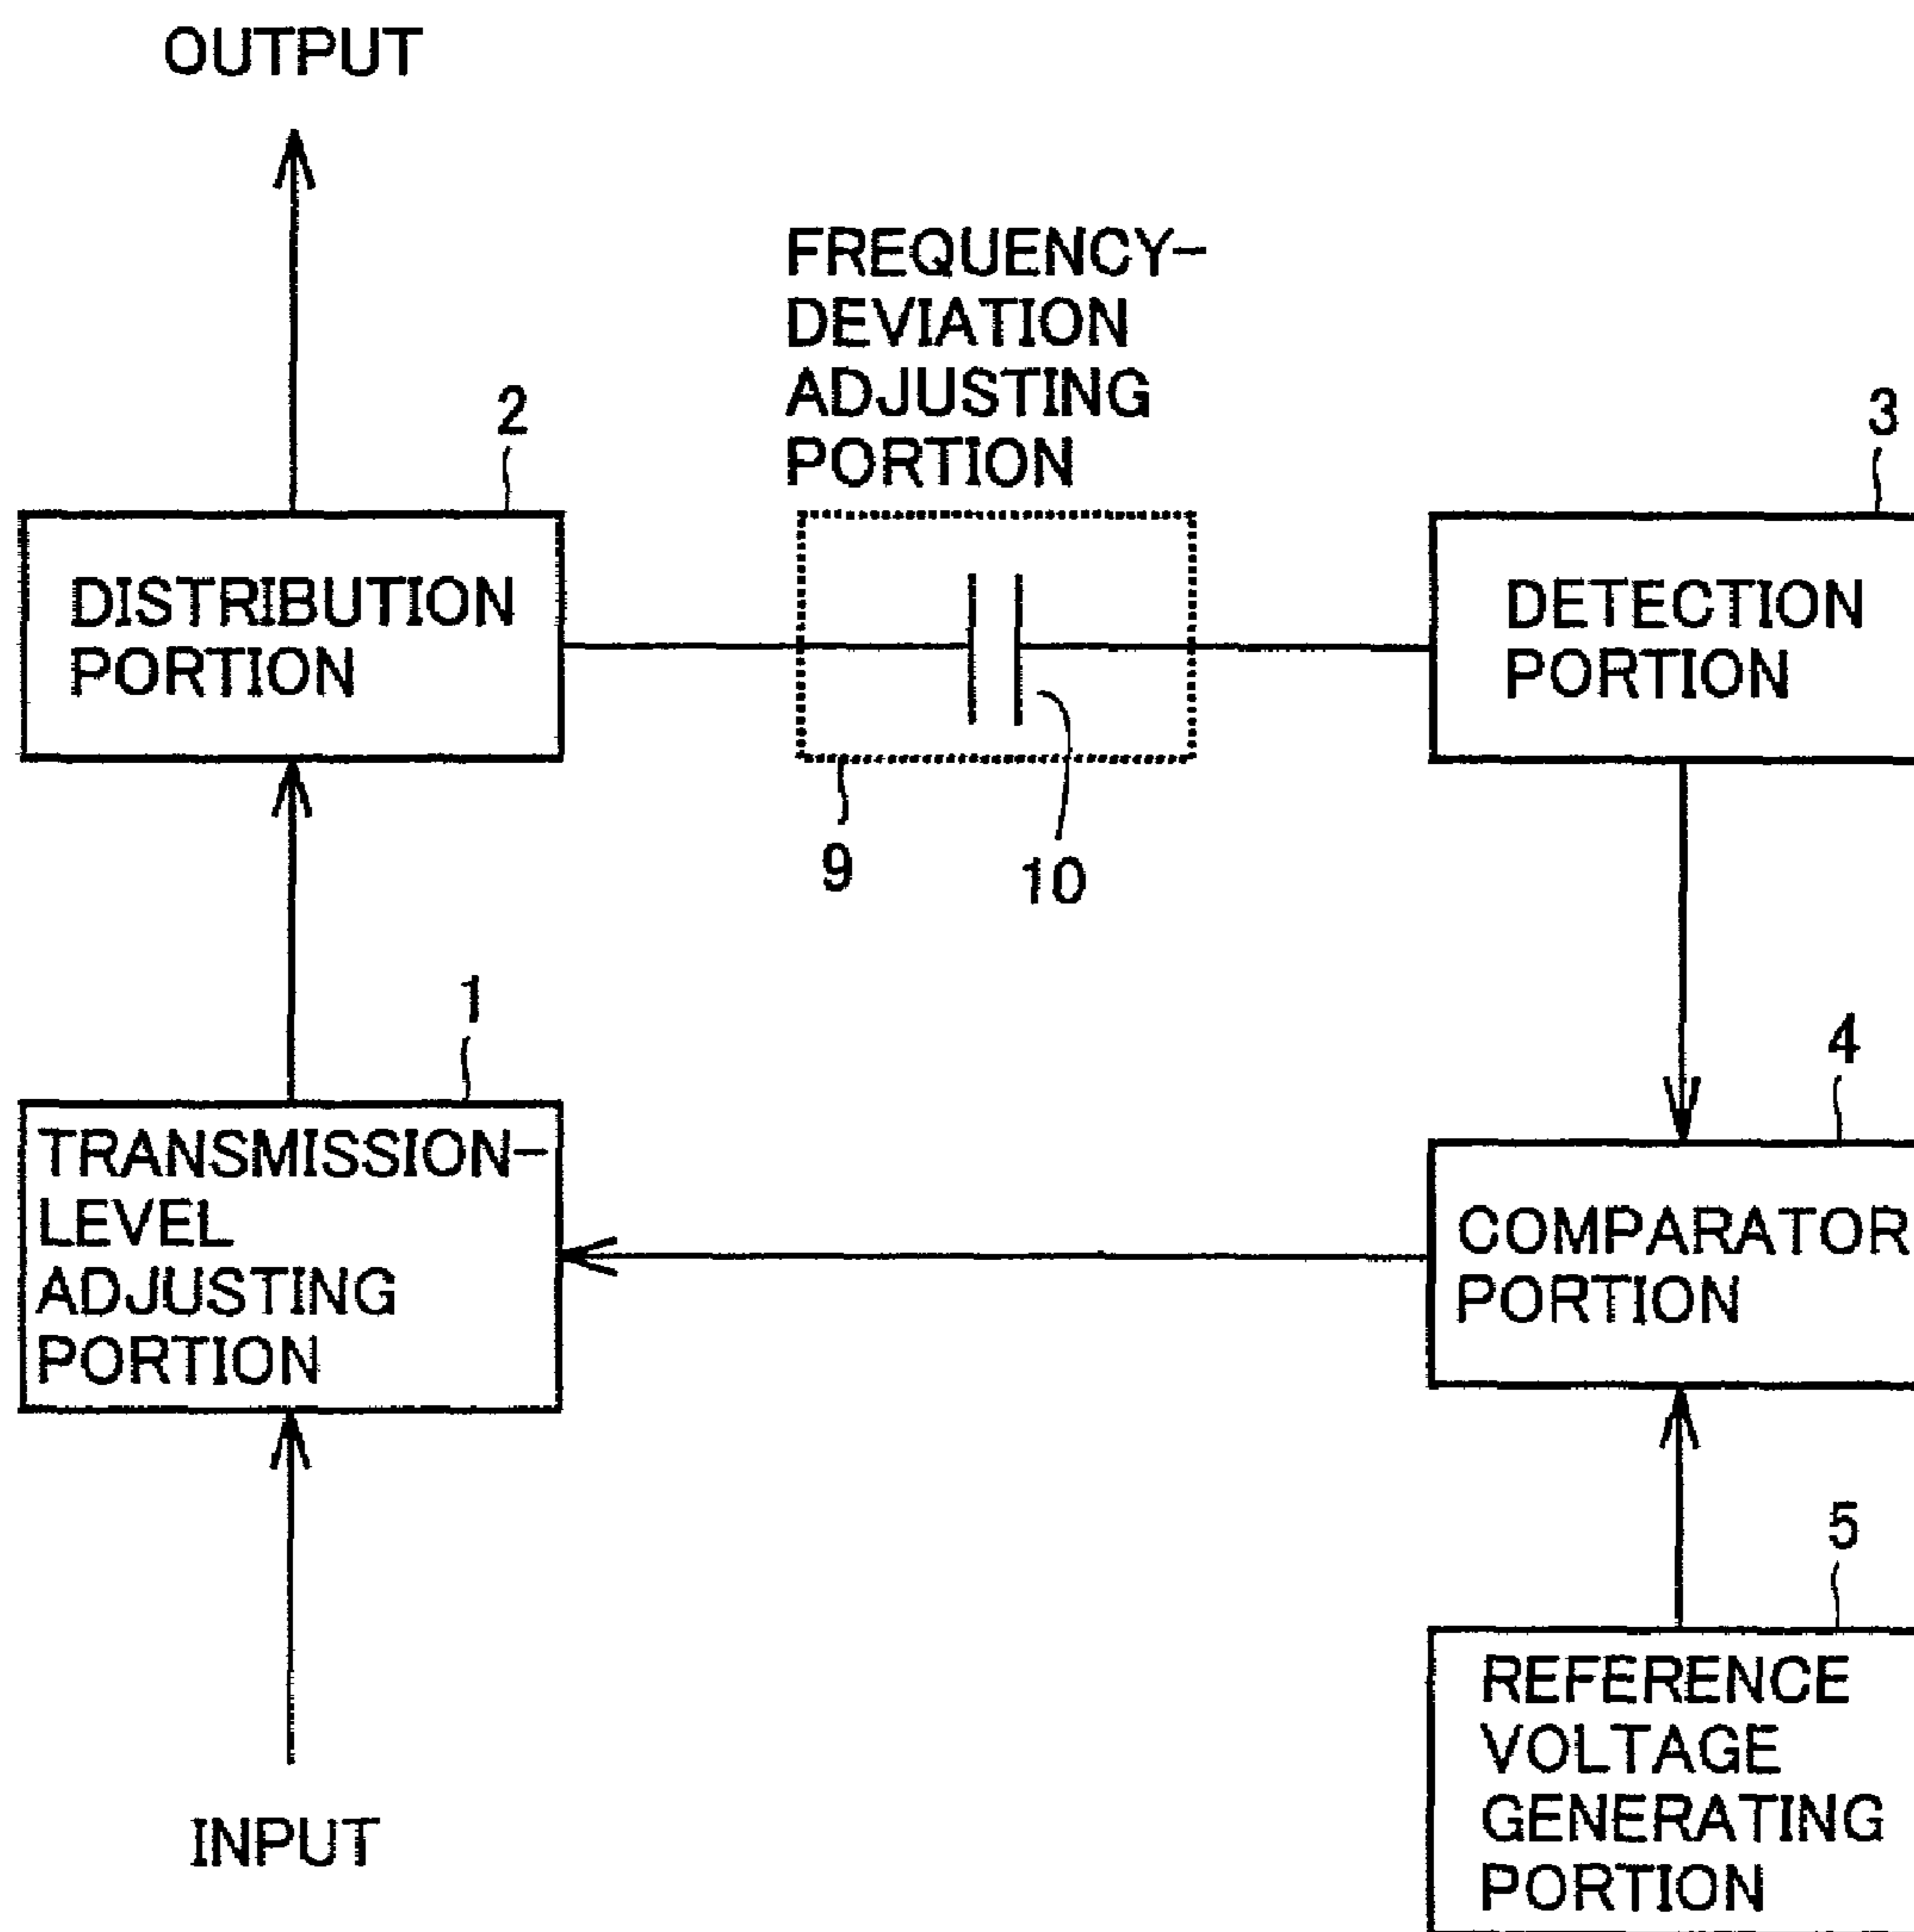 OUTPUT
FREQUENCY-
DEVIATION
ADJUSTING
PORTION
2
3
DISTRIBUTION
PORTION
DETECTION
PORTION
9
10
1
4
TRANSMISSION-
LEVEL
ADJUSTING
PORTION
COMPARATOR
PORTION
5
REFERENCE
VOLTAGE
GENERATING
PORTION
INPUT